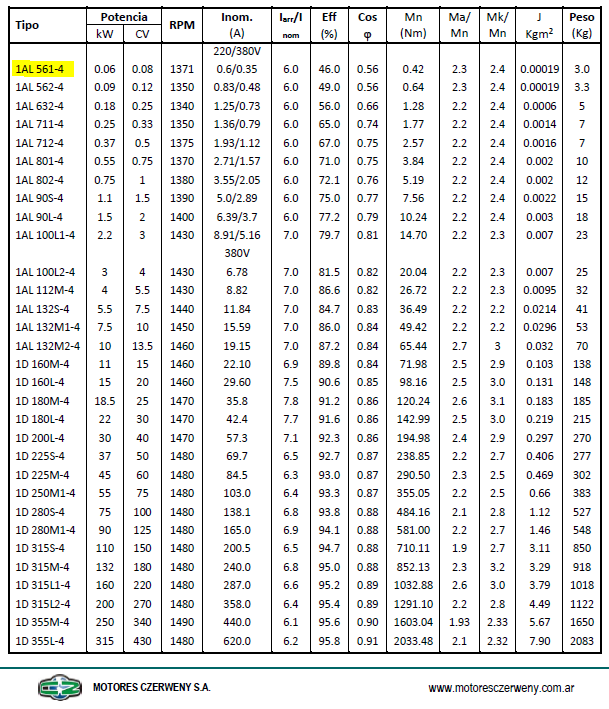 Tipo Potencia RPM Inom. Iarr/I Eff Cos Mn Ma/ Mk/ J Peso
kW CV (A) nom (%) φ (Nm) Mn Mn Kgm² (Kg)
220/380V
1AL 561-4 0.06 0.08 1371 0.6/0.35 6.0 46.0 0.56 0.42 2.3 2.4 0.00019 3.0
1AL 562-4 0.09 0.12 1350 0.83/0.48 6.0 49.0 0.56 0.64 2.3 2.4 0.00019 3.3
1AL 632-4 0.18 0.25 1340 1.25/0.73 6.0 56.0 0.66 1.28 2.2 2.4 0.0006 5
1AL 711-4 0.25 0.33 1350 1.36/0.79 6.0 65.0 0.74 1.77 2.2 2.4 0.0014 7
1AL 712-4 0.37 0.5 1375 1.93/1.12 6.0 67.0 0.75 2.57 2.2 2.4 0.0016 7
1AL 801-4 0.55 0.75 1370 2.71/1.57 6.0 71.0 0.75 3.84 2.2 2.4 0.002 10
1AL 802-4 0.75 1 1380 3.55/2.05 6.0 72.1 0.76 5.19 2.2 2.4 0.002 12
1AL 90S-4 1.1 1.5 1390 5.0/2.89 6.0 75.0 0.77 7.56 2.2 2.4 0.0022 15
1AL 90L-4 1.5 2 1400 6.39/3.7 6.0 77.2 0.79 10.24 2.2 2.4 0.003 18
1AL 100L1-4 2.2 3 1430 8.91/5.16 7.0 79.7 0.81 14.70 2.2 2.3 0.007 23
380V
1AL 100L2-4 3 4 1430 6.78 7.0 81.5 0.82 20.04 2.2 2.3 0.007 25
1AL 112M-4 4 5.5 1430 8.82 7.0 86.6 0.82 26.72 2.2 2.3 0.0095 32
1AL 132S-4 5.5 7.5 1440 11.84 7.0 84.7 0.83 36.49 2.2 2.2 0.0214 41
1AL 132M1-4 7.5 10 1450 15.59 7.0 86.0 0.84 49.42 2.2 2.2 0.0296 53
1AL 132M2-4 10 13.5 1460 19.15 7.0 87.2 0.84 65.44 2.7 3 0.032 70
1D 160M-4 11 15 1460 22.10 6.9 89.8 0.84 71.98 2.5 2.9 0.103 138
1D 160L-4 15 20 1460 29.60 7.5 90.6 0.85 98.16 2.5 3.0 0.131 148
1D 180M-4 18.5 25 1470 35.8 7.8 91.2 0.86 120.24 2.6 3.1 0.183 185
1D 180L-4 22 30 1470 42.4 7.7 91.6 0.86 142.99 2.5 3.0 0.219 215
1D 200L-4 30 40 1470 57.3 7.1 92.3 0.86 194.98 2.4 2.9 0.297 270
1D 225S-4 37 50 1480 69.7 6.5 92.7 0.87 238.85 2.2 2.7 0.406 277
1D 225M-4 45 60 1480 84.5 6.3 93.0 0.87 290.50 2.3 2.5 0.469 302
1D 250M1-4 55 75 1480 103.0 6.4 93.3 0.87 355.05 2.2 2.5 0.66 383
1D 280S-4 75 100 1480 138.1 6.8 93.8 0.88 484.16 2.1 2.8 1.12 527
1D 280M1-4 90 125 1480 165.0 6.9 94.1 0.88 581.00 2.2 2.7 1.46 548
1D 315S-4 110 150 1480 200.5 6.5 94.7 0.88 710.11 1.9 2.7 3.11 850
1D 315M-4 132 180 1480 240.0 6.8 95.0 0.88 852.13 2.3 3.2 3.29 918
1D 315L1-4 160 220 1480 287.0 6.6 95.2 0.89 1032.88 2.6 3.0 3.79 1018
1D 315L2-4 200 270 1480 358.0 6.4 95.4 0.89 1291.10 2.2 2.8 4.49 1122
1D 355M-4 250 340 1490 440.0 6.1 95.6 0.90 1603.04 1.93 2.33 5.67 1650
1D 355L-4 315 430 1480 620.0 6.2 95.8 0.91 2033.48 2.1 2.32 7.90 2083
MOTORES CZERWENY S.A. www.motoresczerweny.com.ar